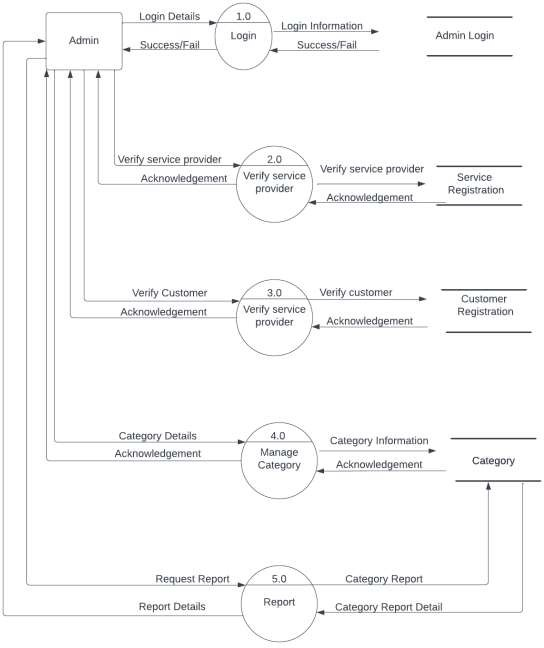 Login Details
1.0
Admin
Login
Login Information
Success/Fail
Success/Fail
Admin Login
Verify service provider
2.0
Verify service provider
Acknowledgement
Verify service
provider
Acknowledgement
Service
Registration
Verify Customer
3.0
Verify customer
Acknowledgement
Verify service
provider
Acknowledgement
Customer
Registration
Category Details
4.0
Category Information
Acknowledgement
Manage
Category
Acknowledgement
Category
Request Report
5.0
Category Report
Report Details
Report
Category Report Detail